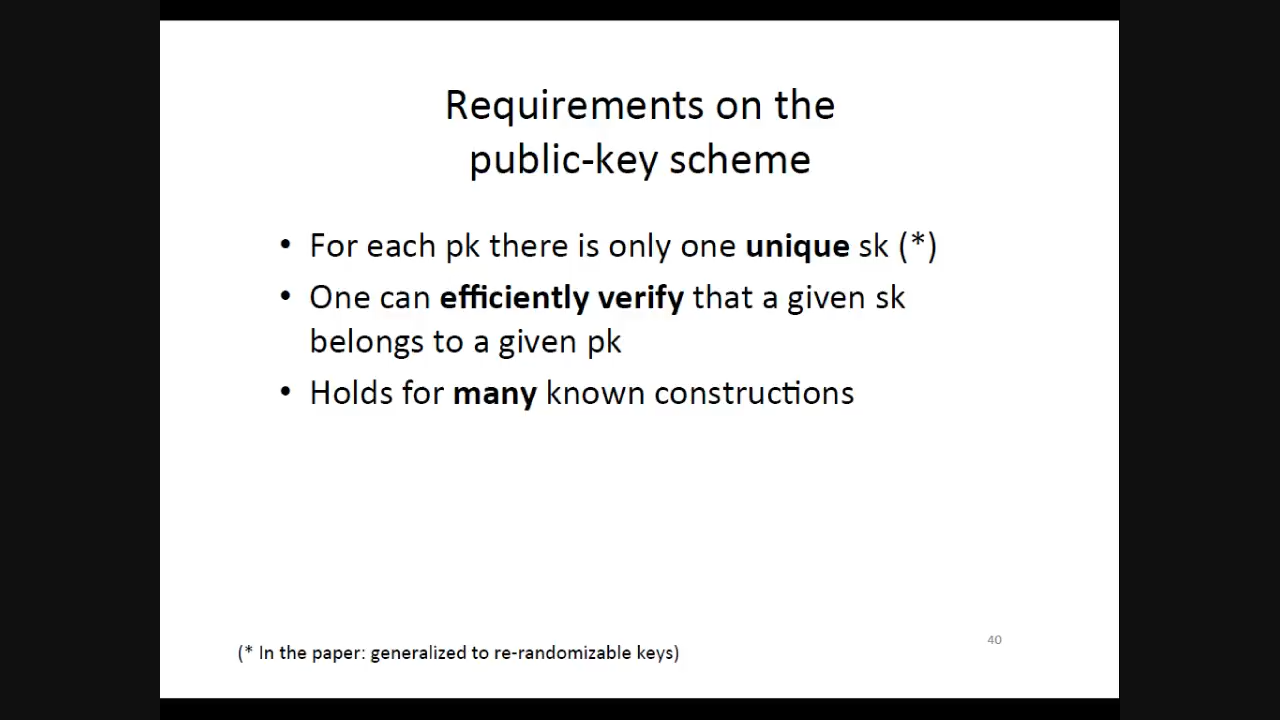 Requirements on the
public-key scheme
• For each pk there is only one unique sk (*)
• One can efficiently verify that a given sk
belongs to a given pk
• Holds for many known constructions
40
(* In the paper: generalized to re-randomizable keys)